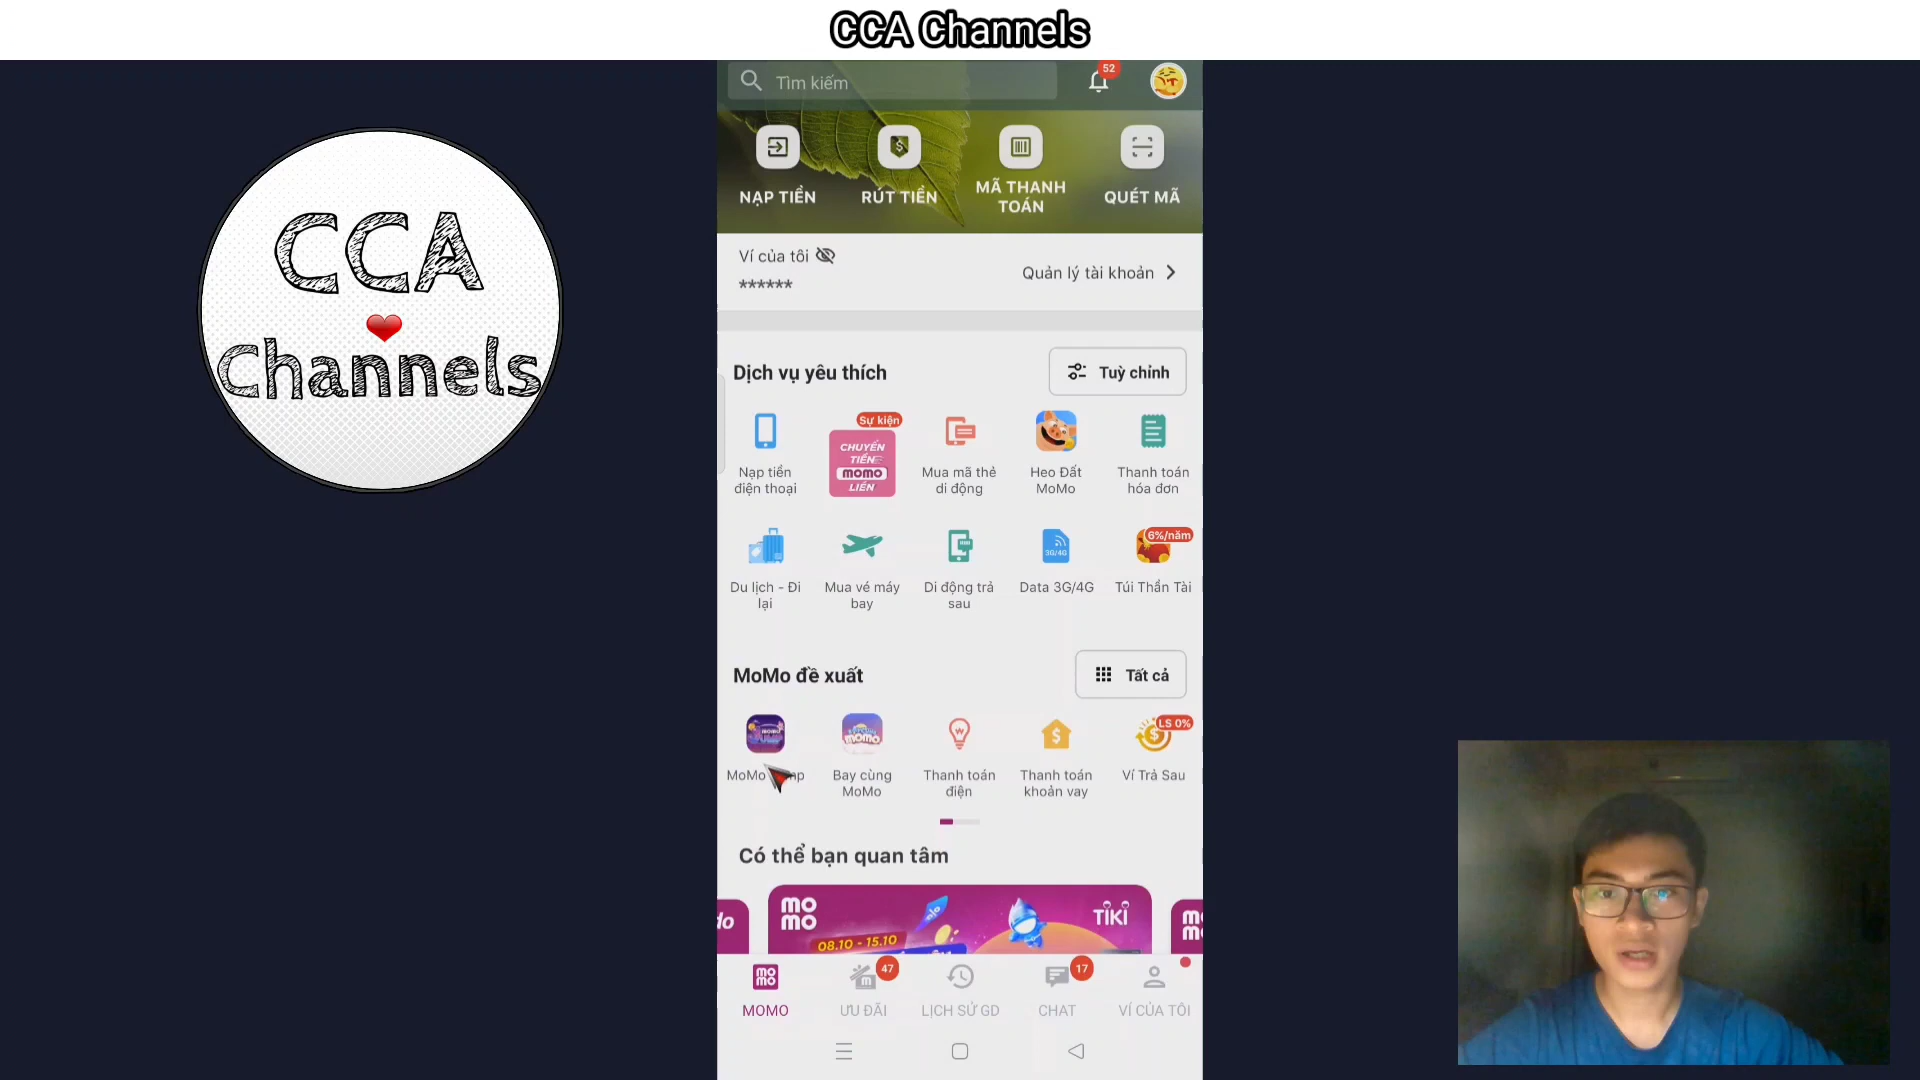 CCA Channels
CCA
Channels
Tìm kiếm
52
NẠP TIỀN
RÚT TIỀN
MÃ THANH
TOÁN
QUÉT MÃ
Ví của tôi
******
Quản lý tài khoản
Dịch vụ yêu thích
Tuỳ chỉnh
Sự kiện
CHUYỂN
TIỀN
momo
LIỀN
Nạp tiền
điện thoại
Mua mã thẻ
di động
Heo Đất
MoMo
Thanh toán
hóa đơn
3G/4G
6%/năm
Du lịch - Đi
lại
Mua vé máy
bay
Di động trả
sau
Data 3G/4G
Túi Thần Tài
MoMo đề xuất
Tất cả
LS 0%
MoMo
Bay cùng
MoMo
Thanh toán
điện
Thanh toán
khoản vay
Ví Trả Sau
Có thể bạn quan tâm
mo
mo
TiKi
08.10 - 15.10
47
17
MOMO
ƯU ĐÃI
LỊCH SỬ GD
CHAT
VÍ CỦA TÔI